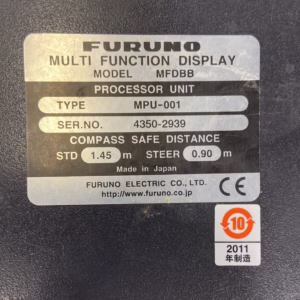 FURUNO
MULTI FUNCTION DISPLAY
MODEL MFDBB
PROCESSOR UNIT
TYPE MPU-001
SER.NO. 4350-2939
COMPASS SAFE DISTANCE
STD 1.45 m STEER 0.90 m
Made in Japan
FURUNO ELECTRIC CO., LTD.
http://www.furuno.co.jp
CE
10
2011
年制造